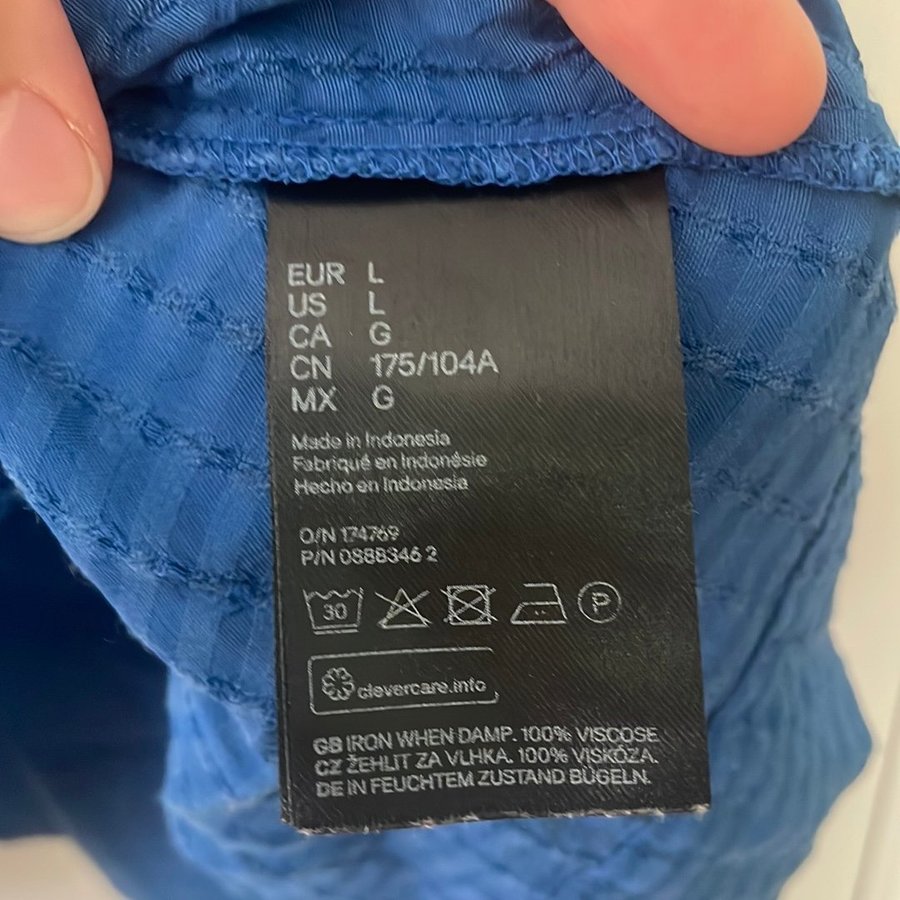 EUR L
US L
CA G
CN 175/104A
MX G
Made in Indonesia
Fabriqué en Indonésie
Hecho en Indonesia
O/N 174769
P/N 0888346 2
30 P
clevercare.info
GB IRON WHEN DAMP. 100% VISCOSE.
CZ ŽEHLIT ZA VLHKA. 100% VISKÓZA.
DE IN FEUCHTEM ZUSTAND BÜGELN.